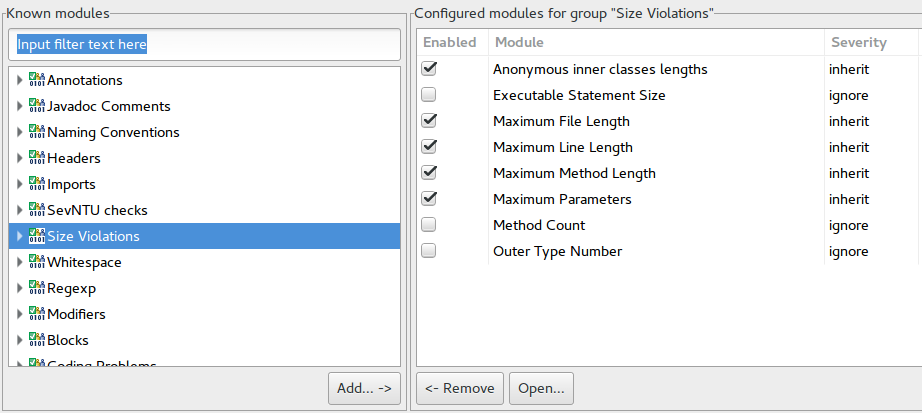 Known modules
Input filter text here
Annotations
Javadoc Comments
Naming Conventions
Headers
Imports
SevNTU checks
Size Violations
Whitespace
Regexp
Modifiers
Blocks
Coding Problems
Add... ->
Configured modules for group "Size Violations"
Enabled Module Severity
Anonymous inner classes lengths inherit
Executable Statement Size ignore
Maximum File Length inherit
Maximum Line Length inherit
Maximum Method Length inherit
Maximum Parameters inherit
Method Count ignore
Outer Type Number ignore
<- Remove Open...